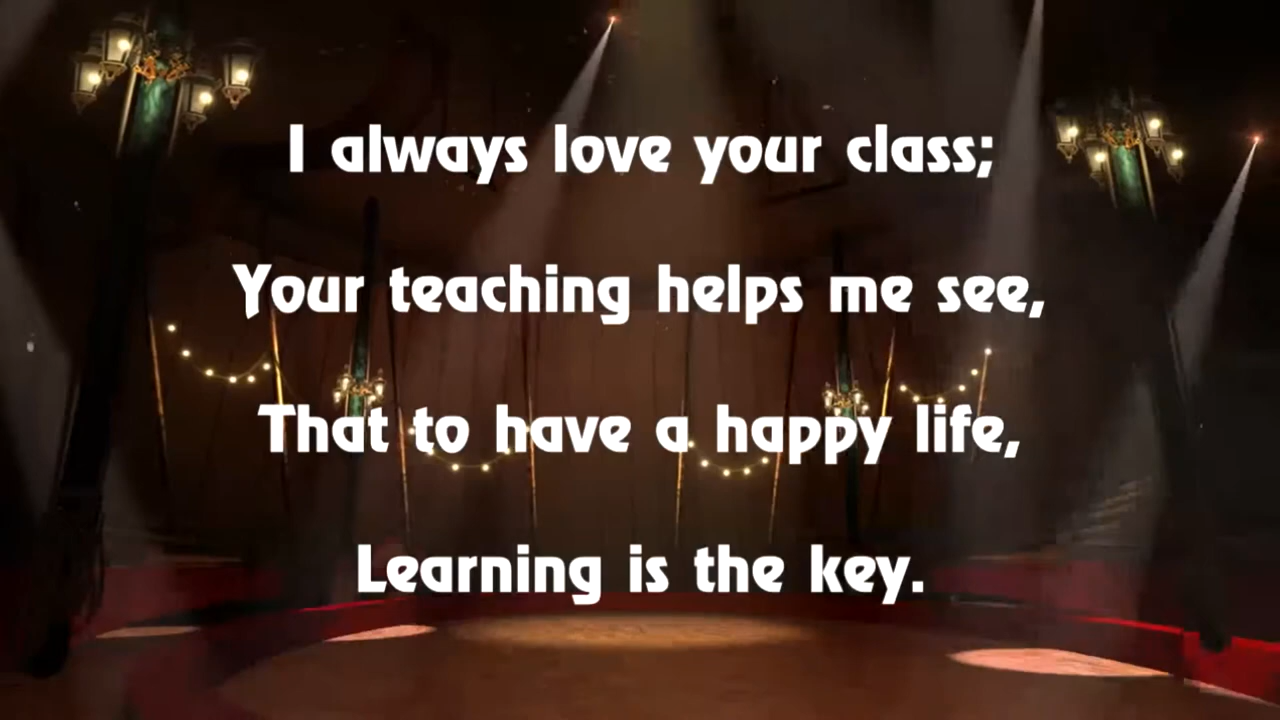 I always love your class;
Your teaching helps me see,
That to have a happy life,
Learning is the key.